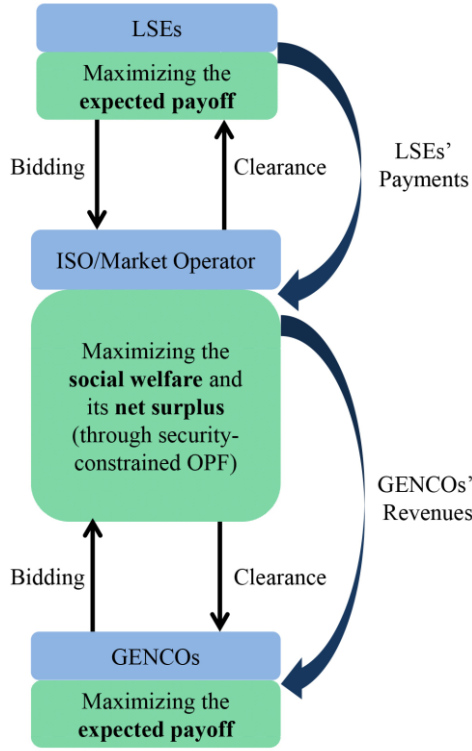 LSEs
Maximizing the
expected payoff
Bidding
Clearance
LSEs’
Payments
ISO/Market Operator
Maximizing the
social welfare and
its net surplus
(through security-
constrained OPF)
GENCOs’
Revenues
Bidding
Clearance
GENCOs
Maximizing the
expected payoff